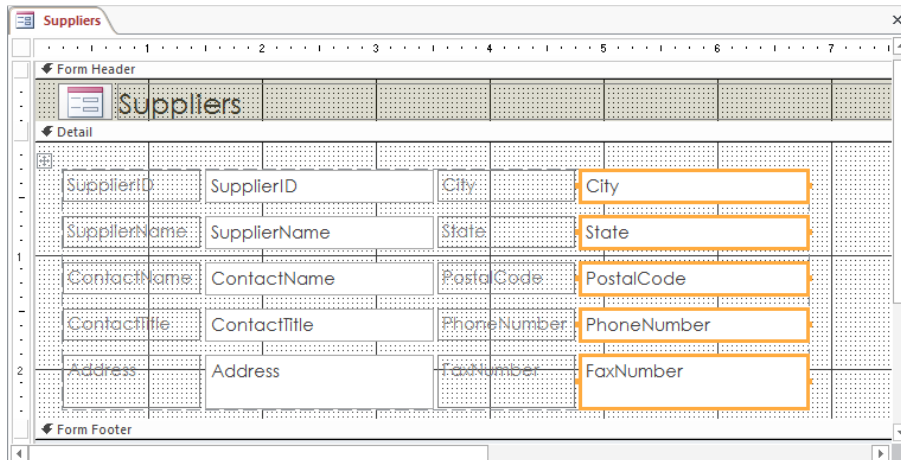 Suppliers
1 2 3 4 5 6 7
Form Header
Suppliers
Detail
SupplierID SupplierID City City
SupplierName SupplierName State State
1
ContactName ContactName PostalCode PostalCode
ContactTitle ContactTitle PhoneNumber PhoneNumber
2
Address Address FaxNumber FaxNumber
Form Footer